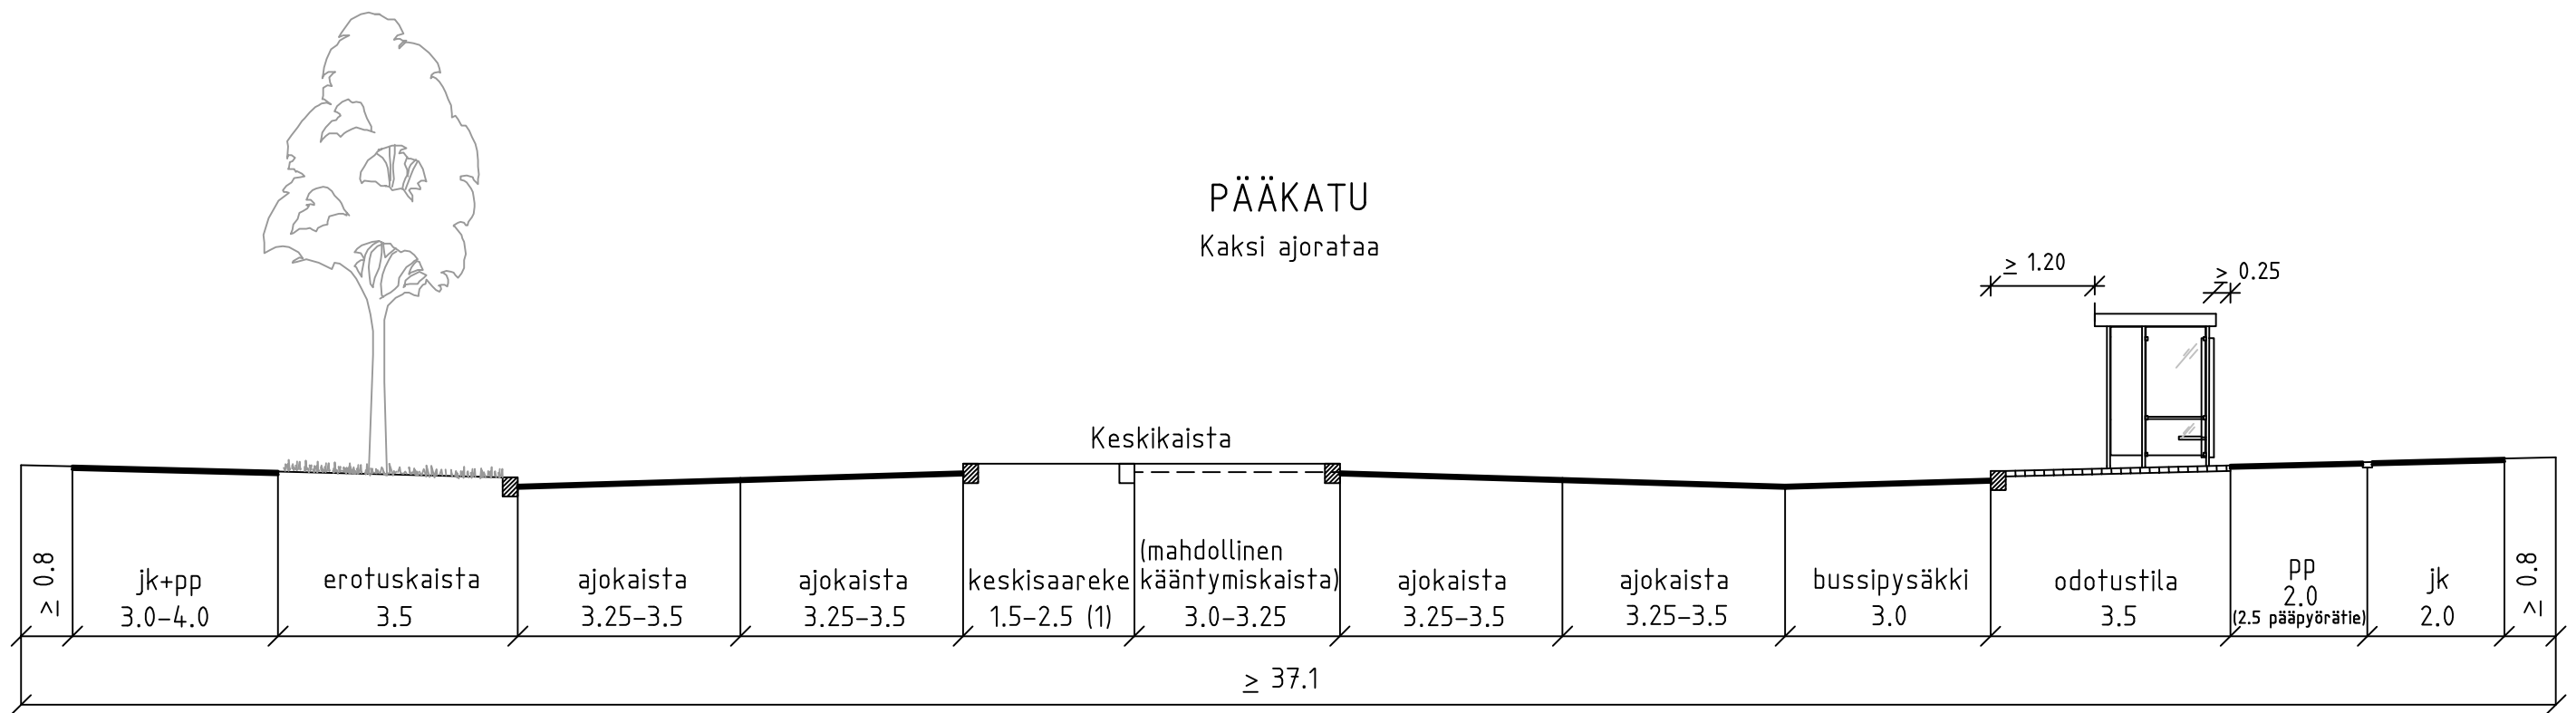 PÄÄKATU
Kaksi ajorataa
≥ 1.20
≥ 0.25
Keskikaista
≥ 0.8
jk+pp
3.0-4.0
erotuskaista
3.5
ajokaista
3.25-3.5
ajokaista
3.25-3.5
keskisaareke
1.5-2.5 (1)
(mahdollinen
kääntymiskaista)
3.0-3.25
ajokaista
3.25-3.5
ajokaista
3.25-3.5
bussipysäkki
3.0
odotustila
3.5
pp
2.0
(2.5 pääpyörätie)
jk
2.0
≥ 0.8
≥ 37.1